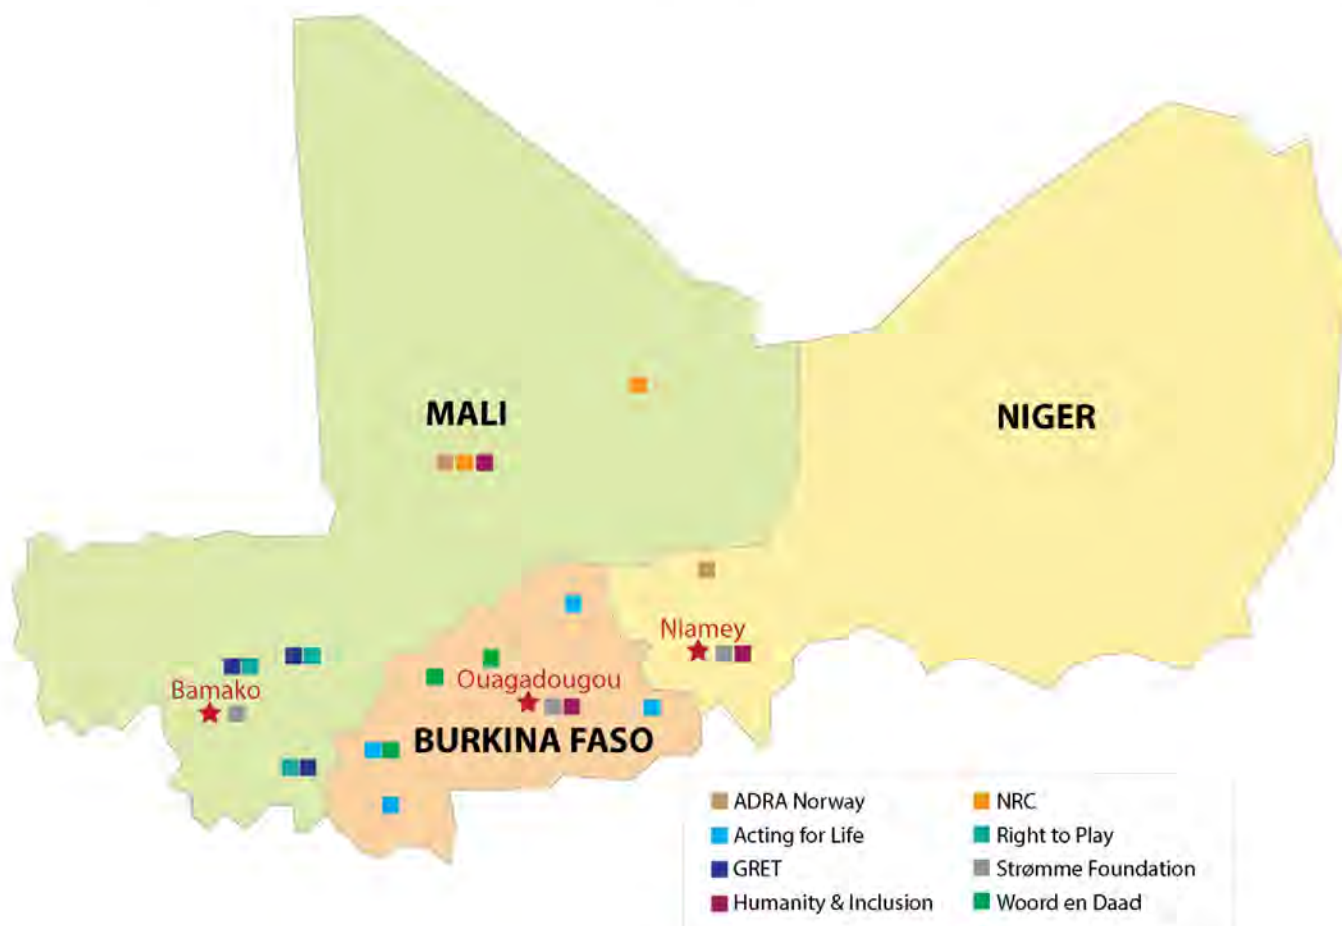 MALI
NIGER
Niamey
Bamako
Ouagadougou
BURKINA FASO
ADRA Norway
NRC
Acting for Life
Right to Play
GRET
Strømme Foundation
Humanity & Inclusion
Woord en Daad